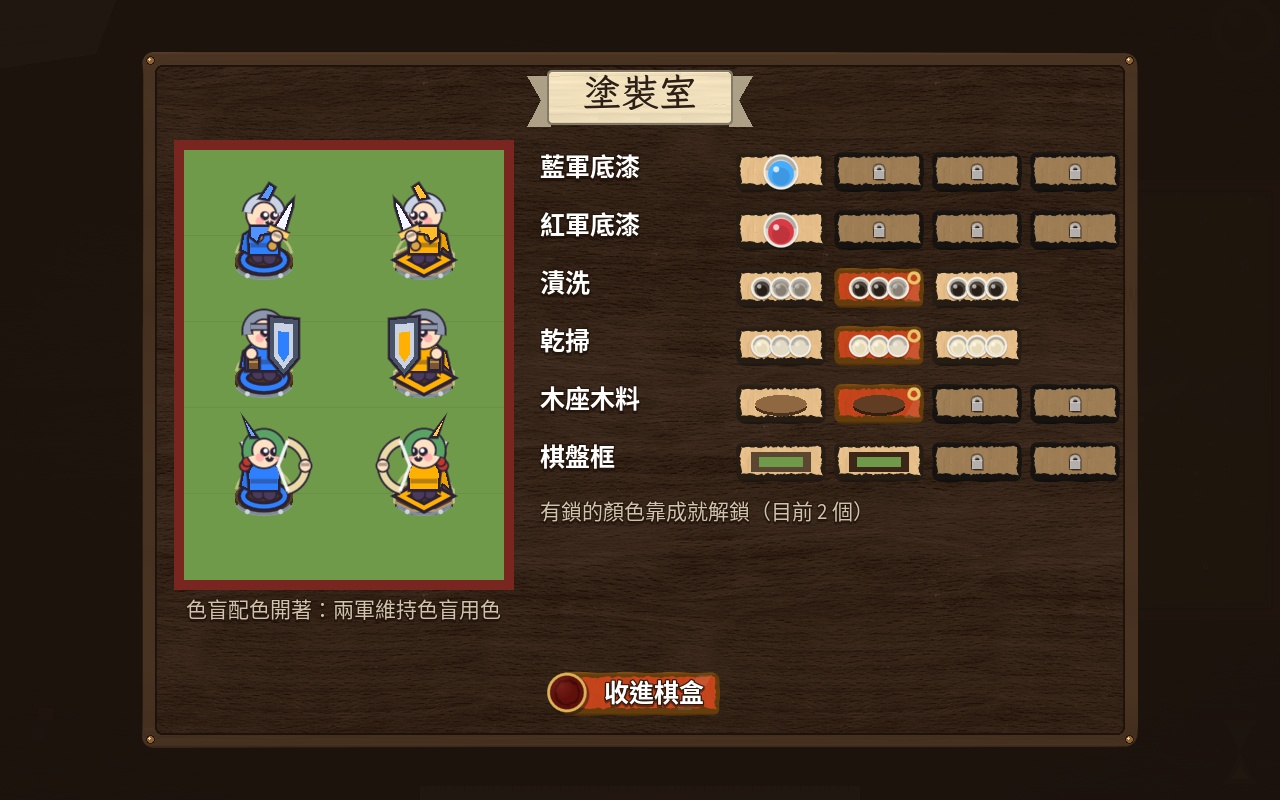 塗裝室
藍軍底漆
紅軍底漆
漬洗
乾掃
木座木料
棋盤框
有鎖的顏色靠成就解鎖（目前 2 個）
色盲配色開著：兩軍維持色盲用色
收進棋盒